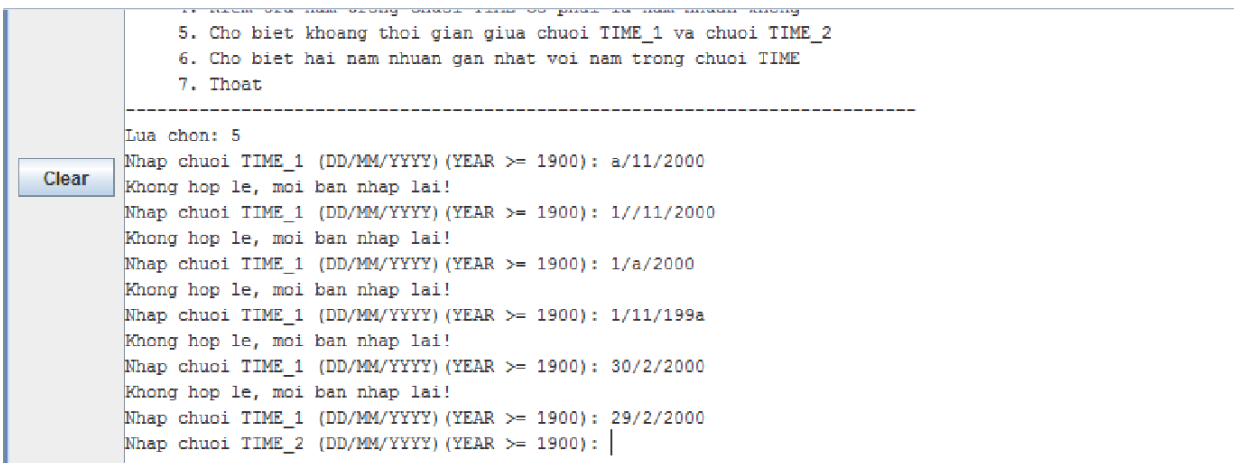 5. Cho biet khoang thoi gian giua chuoi TIME_1 va chuoi TIME_2
6. Cho biet hai nam nhuan gan nhat voi nam trong chuoi TIME
7. Thoat
---------------------------------------------------------------------------
Lua chon: 5
Nhap chuoi TIME_1 (DD/MM/YYYY)(YEAR >= 1900): a/11/2000
Khong hop le, moi ban nhap lai!
Nhap chuoi TIME_1 (DD/MM/YYYY)(YEAR >= 1900): 1//11/2000
Khong hop le, moi ban nhap lai!
Nhap chuoi TIME_1 (DD/MM/YYYY)(YEAR >= 1900): 1/a/2000
Khong hop le, moi ban nhap lai!
Nhap chuoi TIME_1 (DD/MM/YYYY)(YEAR >= 1900): 1/11/199a
Khong hop le, moi ban nhap lai!
Nhap chuoi TIME_1 (DD/MM/YYYY)(YEAR >= 1900): 30/2/2000
Khong hop le, moi ban nhap lai!
Nhap chuoi TIME_1 (DD/MM/YYYY)(YEAR >= 1900): 29/2/2000
Nhap chuoi TIME_2 (DD/MM/YYYY)(YEAR >= 1900):
Clear